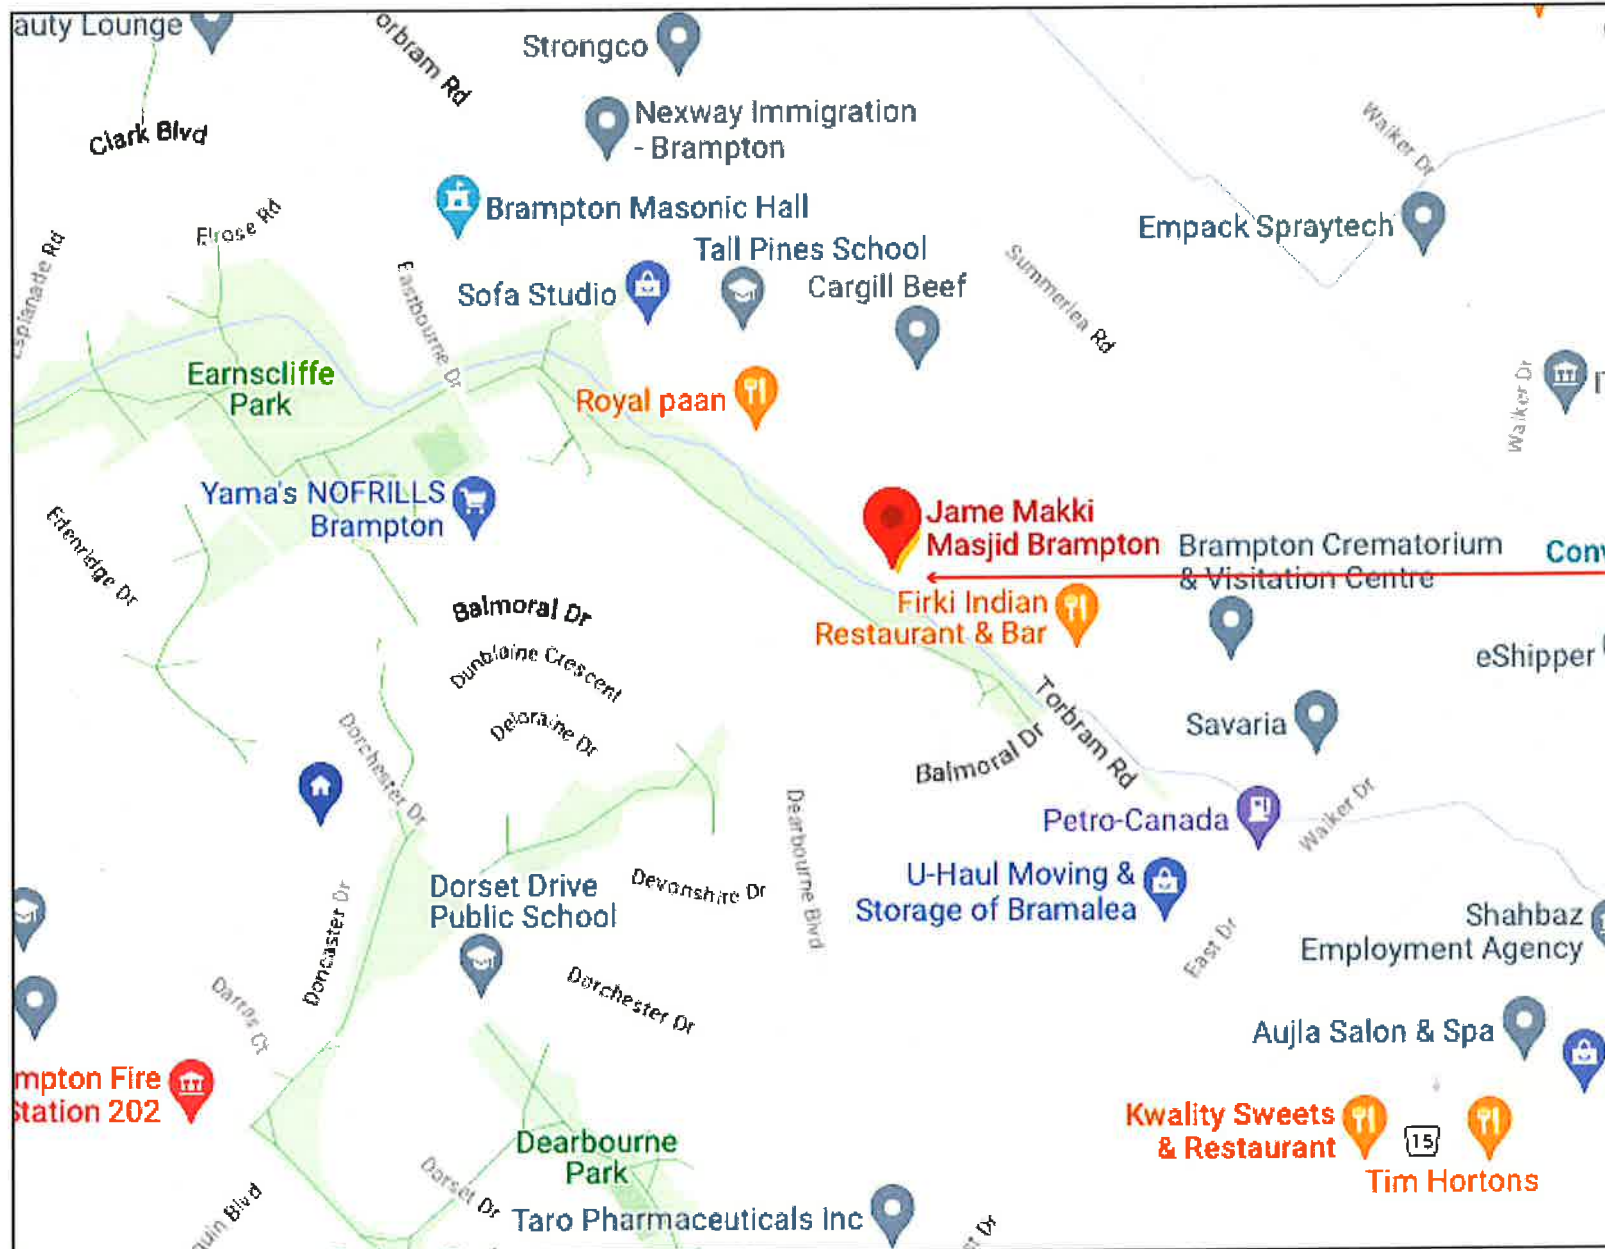 auty Lounge
orbram Rd
Strongco
Clark Blvd
Nexway Immigration
- Brampton
Walker Dr
Brampton Masonic Hall
Elrose Rd
Esplanade Rd
Empack Spraytech
Tall Pines School
Eastbourne Dr
Sofa Studio
Cargill Beef
Summerlea Rd
Earnscliffe
Park
Royal paan
Walker Dr
Yama's NOFRILLS
Brampton
Jame Makki
Masjid Brampton
Brampton Crematorium
& Visitation Centre
Conv
Edenridge Dr
Balmoral Dr
Firki Indian
Restaurant & Bar
Dunblaine Crescent
eShipper
Deloraine Dr
Torbram Rd
Savaria
Balmoral Dr
Dorchester Dr
Petro-Canada
Walker Dr
Dearbourne Blvd
U-Haul Moving &
Storage of Bramalea
Dorset Drive
Public School
Devonshire Dr
Doncaster Dr
East Dr
Shahbaz
Employment Agency
Darras Ct
Dorchester Dr
Aujla Salon & Spa
mpton Fire
Station 202
Kwality Sweets
& Restaurant
15
Tim Hortons
Dearbourne
Park
Dorset Dr
quin Blvd
Taro Pharmaceuticals Inc
st Dr